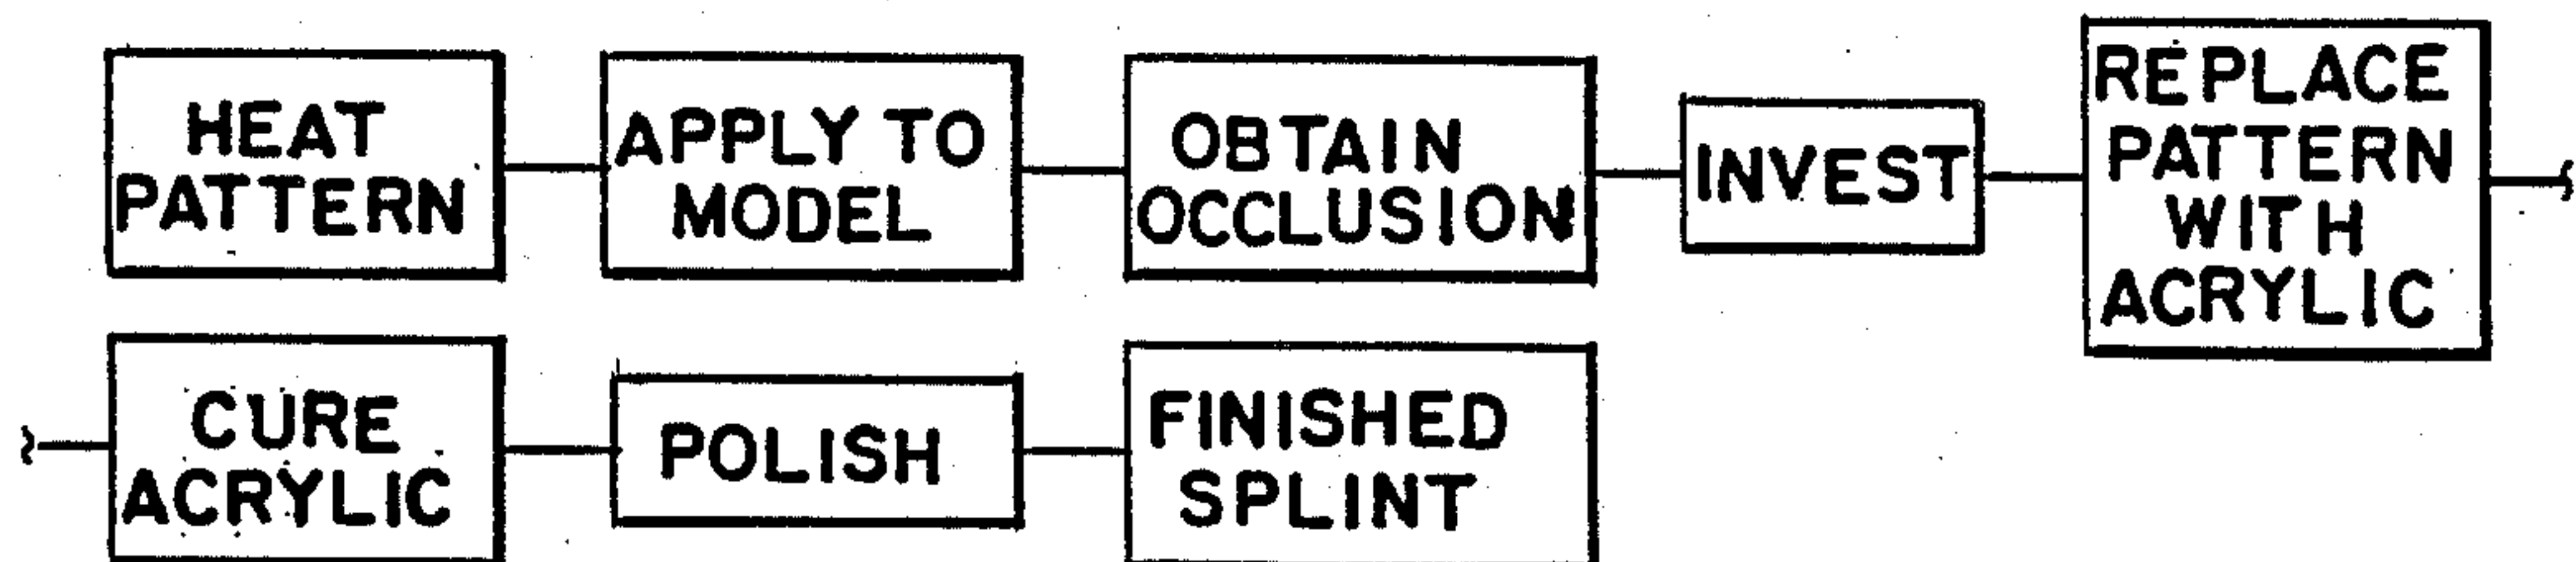 HEAT
PATTERN
APPLY TO
MODEL
OBTAIN
OCCLUSION
INVEST
REPLACE
PATTERN
WITH
ACRYLIC
CURE
ACRYLIC
POLISH
FINISHED
SPLINT